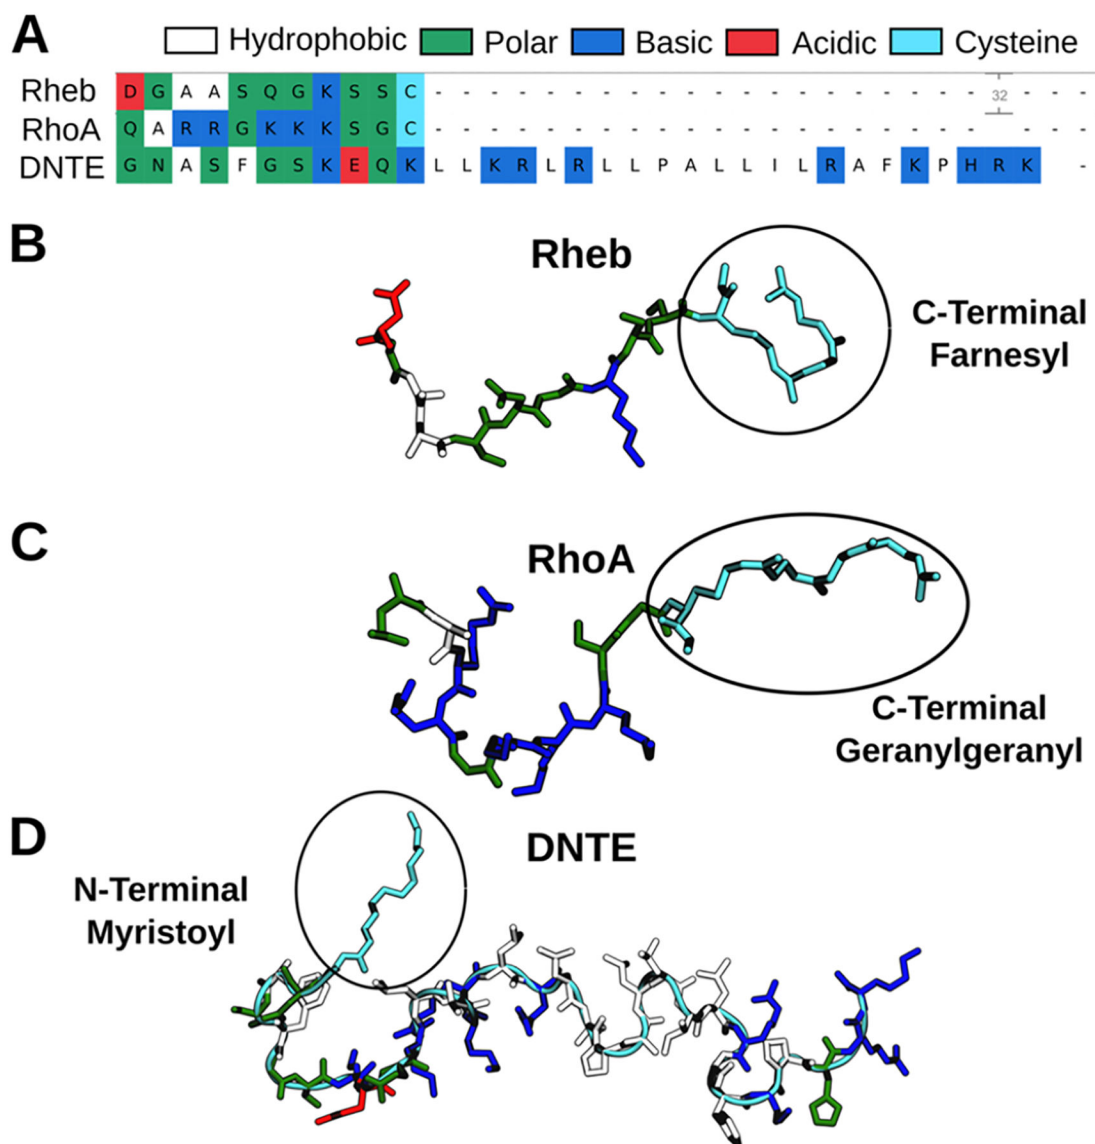 A
Hydrophobic Polar Basic Acidic Cysteine
Rheb D G A A S Q G K S S C - - - - - - - - - - - - - - - - - - - - - - - -
32
RhoA Q A R R G K K K S G C - - - - - - - - - - - - - - - - - - - - - - -
DNTE G N A S F G S K E Q K L L K R L R L L P A L L I L R A F K P H R K -
B
Rheb
C-Terminal
Farnesyl
C
RhoA
C-Terminal
Geranylgeranyl
D
DNTE
N-Terminal
Myristoyl